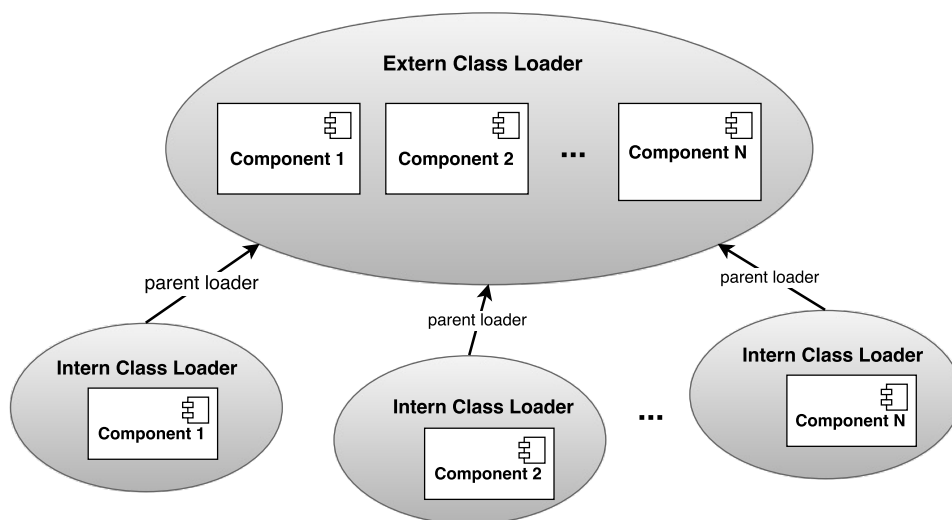 Extern Class Loader
Component 1
Component 2
...
Component N
parent loader
parent loader
parent loader
Intern Class Loader
Component 1
Intern Class Loader
Component 2
...
Intern Class Loader
Component N